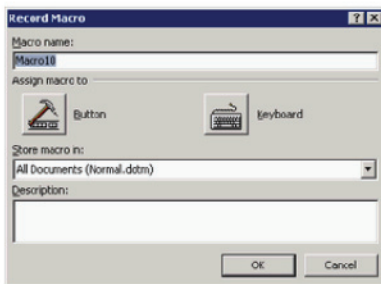 Record Macro
Macro name:
Macro10
Assign macro to
Button
Keyboard
Store macro in:
All Documents (Normal.dotm)
Description:
OK
Cancel